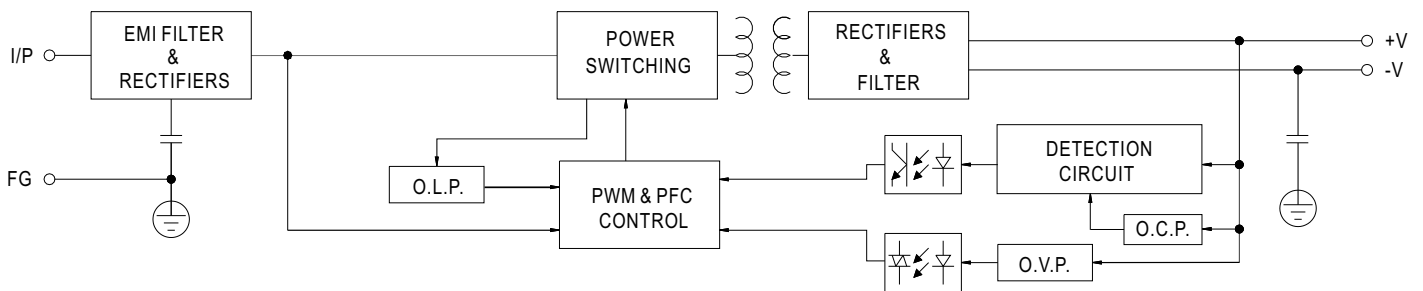 I/P
EMI FILTER
&
RECTIFIERS
POWER
SWITCHING
RECTIFIERS
&
FILTER
+V
-V
FG
O.L.P.
PWM & PFC
CONTROL
DETECTION
CIRCUIT
O.C.P.
O.V.P.